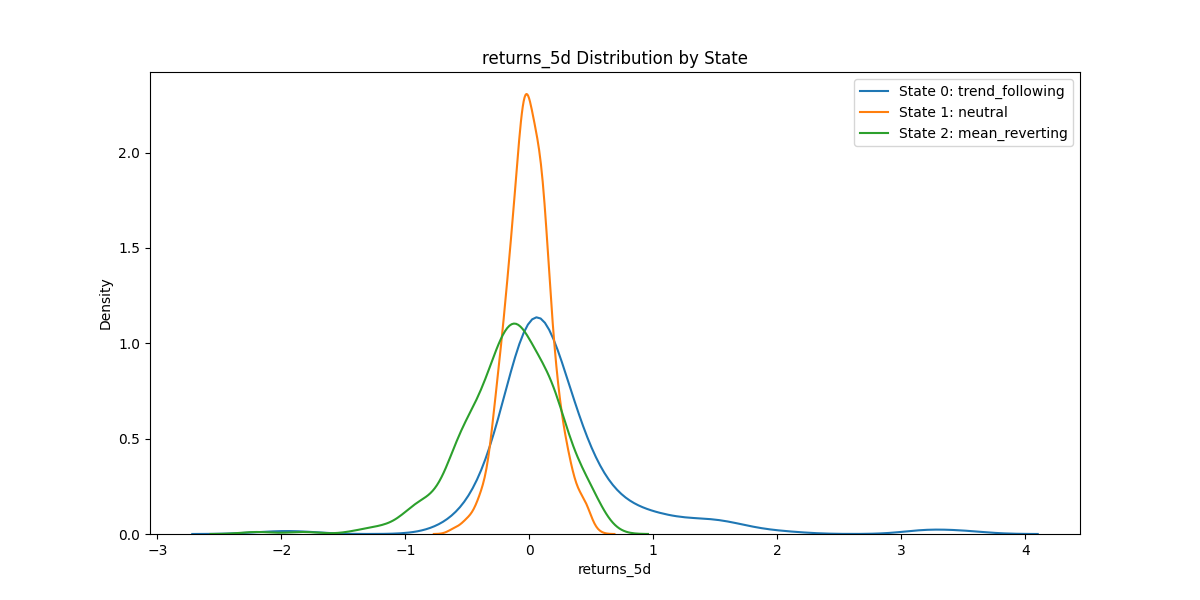 returns_5d Distribution by State
State 0: trend_following
State 1: neutral
State 2: mean_reverting
Density
2.0
1.5
1.0
0.5
0.0
−3
−2
−1
0
1
2
3
4
returns_5d